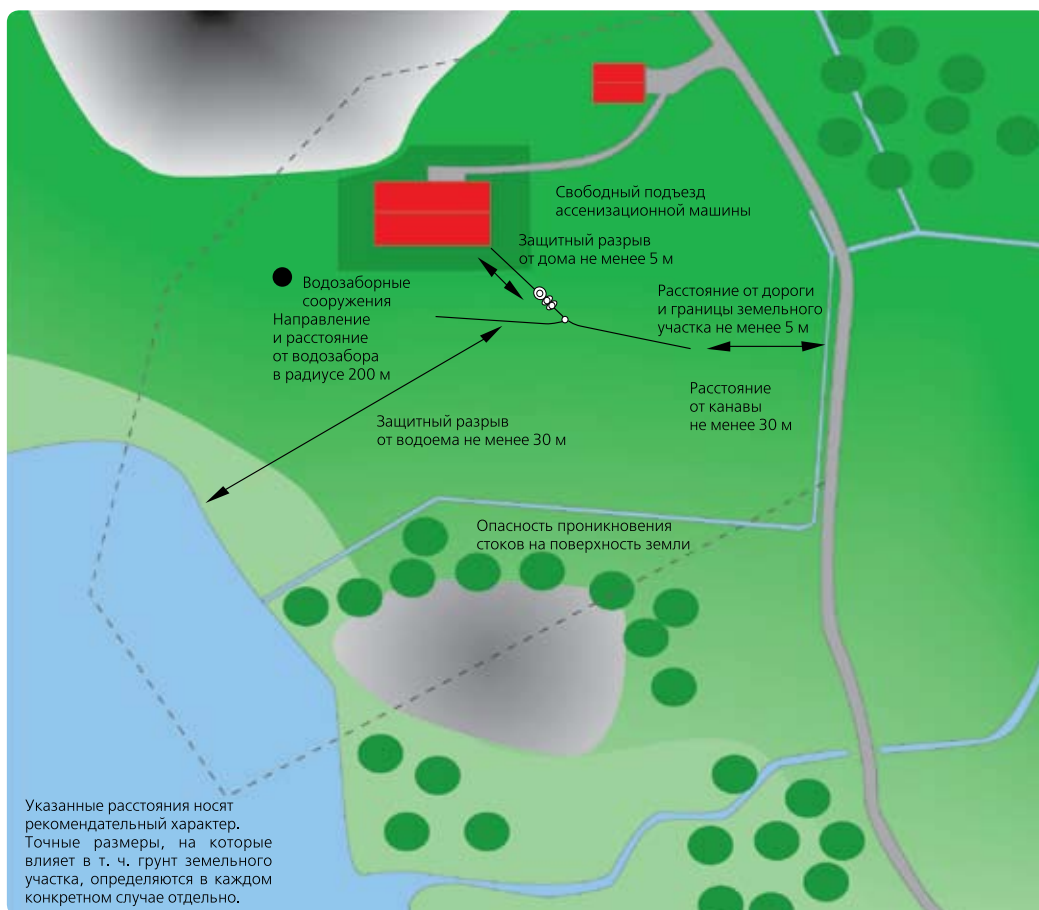 Свободный подъезд
ассенизационной машины
Защитный разрыв
от дома не менее 5 м
Водозаборные
сооружения
Направление
и расстояние
от водозабора
в радиусе 200 м
Расстояние от дороги
и границы земельного
участка не менее 5 м
Расстояние
от канавы
не менее 30 м
Защитный разрыв
от водоема не менее 30 м
Опасность проникновения
стоков на поверхность земли
Указанные расстояния носят
рекомендательный характер.
Точные размеры, на которые
влияет в т. ч. грунт земельного
участка, определяются в каждом
конкретном случае отдельно.